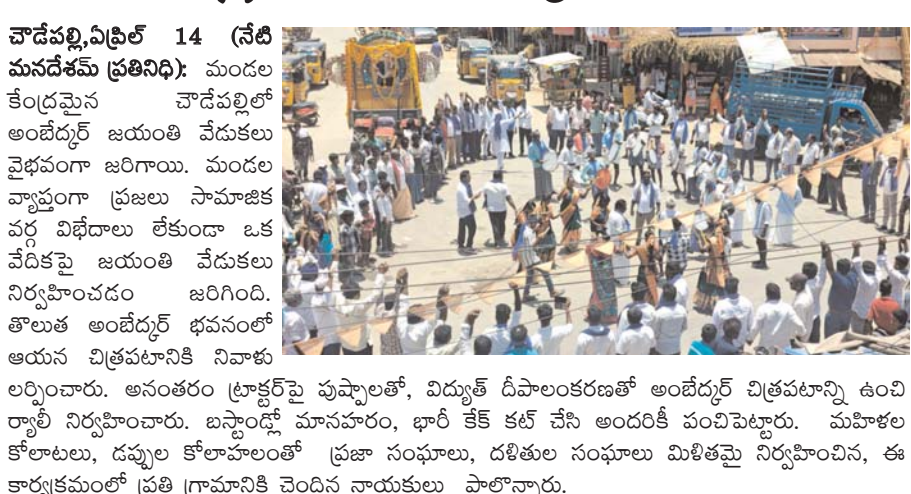 చౌడేపల్లి,ఏప్రిల్ 14 (నేటి
మనదేశమ్ ప్రతినిధి): మండల
కేంద్రమైన చౌడేపల్లిలో
అంబేద్కర్ జయంతి వేడుకలు
వైభవంగా జరిగాయి. మండల
వ్యాప్తంగా ప్రజలు సామాజిక
వర్గ విభేదాలు లేకుండా ఒక
వేదికపై జయంతి వేడుకలు
నిర్వహించడం జరిగింది.
తొలుత అంబేద్కర్ భవనంలో
ఆయన చిత్రపటానికి నివాళు
లర్పించారు. అనంతరం ట్రాక్టర్‌పై పుష్పాలతో, విద్యుత్ దీపాలంకరణతో అంబేద్కర్ చిత్రపటాన్ని ఉంచి
ర్యాలీ నిర్వహించారు. బస్టాండ్లో మానహారం, భారీ కేక్ కట్ చేసి అందరికీ పంచిపెట్టారు. మహిళల
కోలాటలు, డప్పుల కోలాహలంతో ప్రజా సంఘాలు, దళితుల సంఘాలు మిళితమై నిర్వహించిన, ఈ
కార్యక్రమంలో ప్రతి గ్రామానికి చెందిన నాయకులు పాల్గొన్నారు.